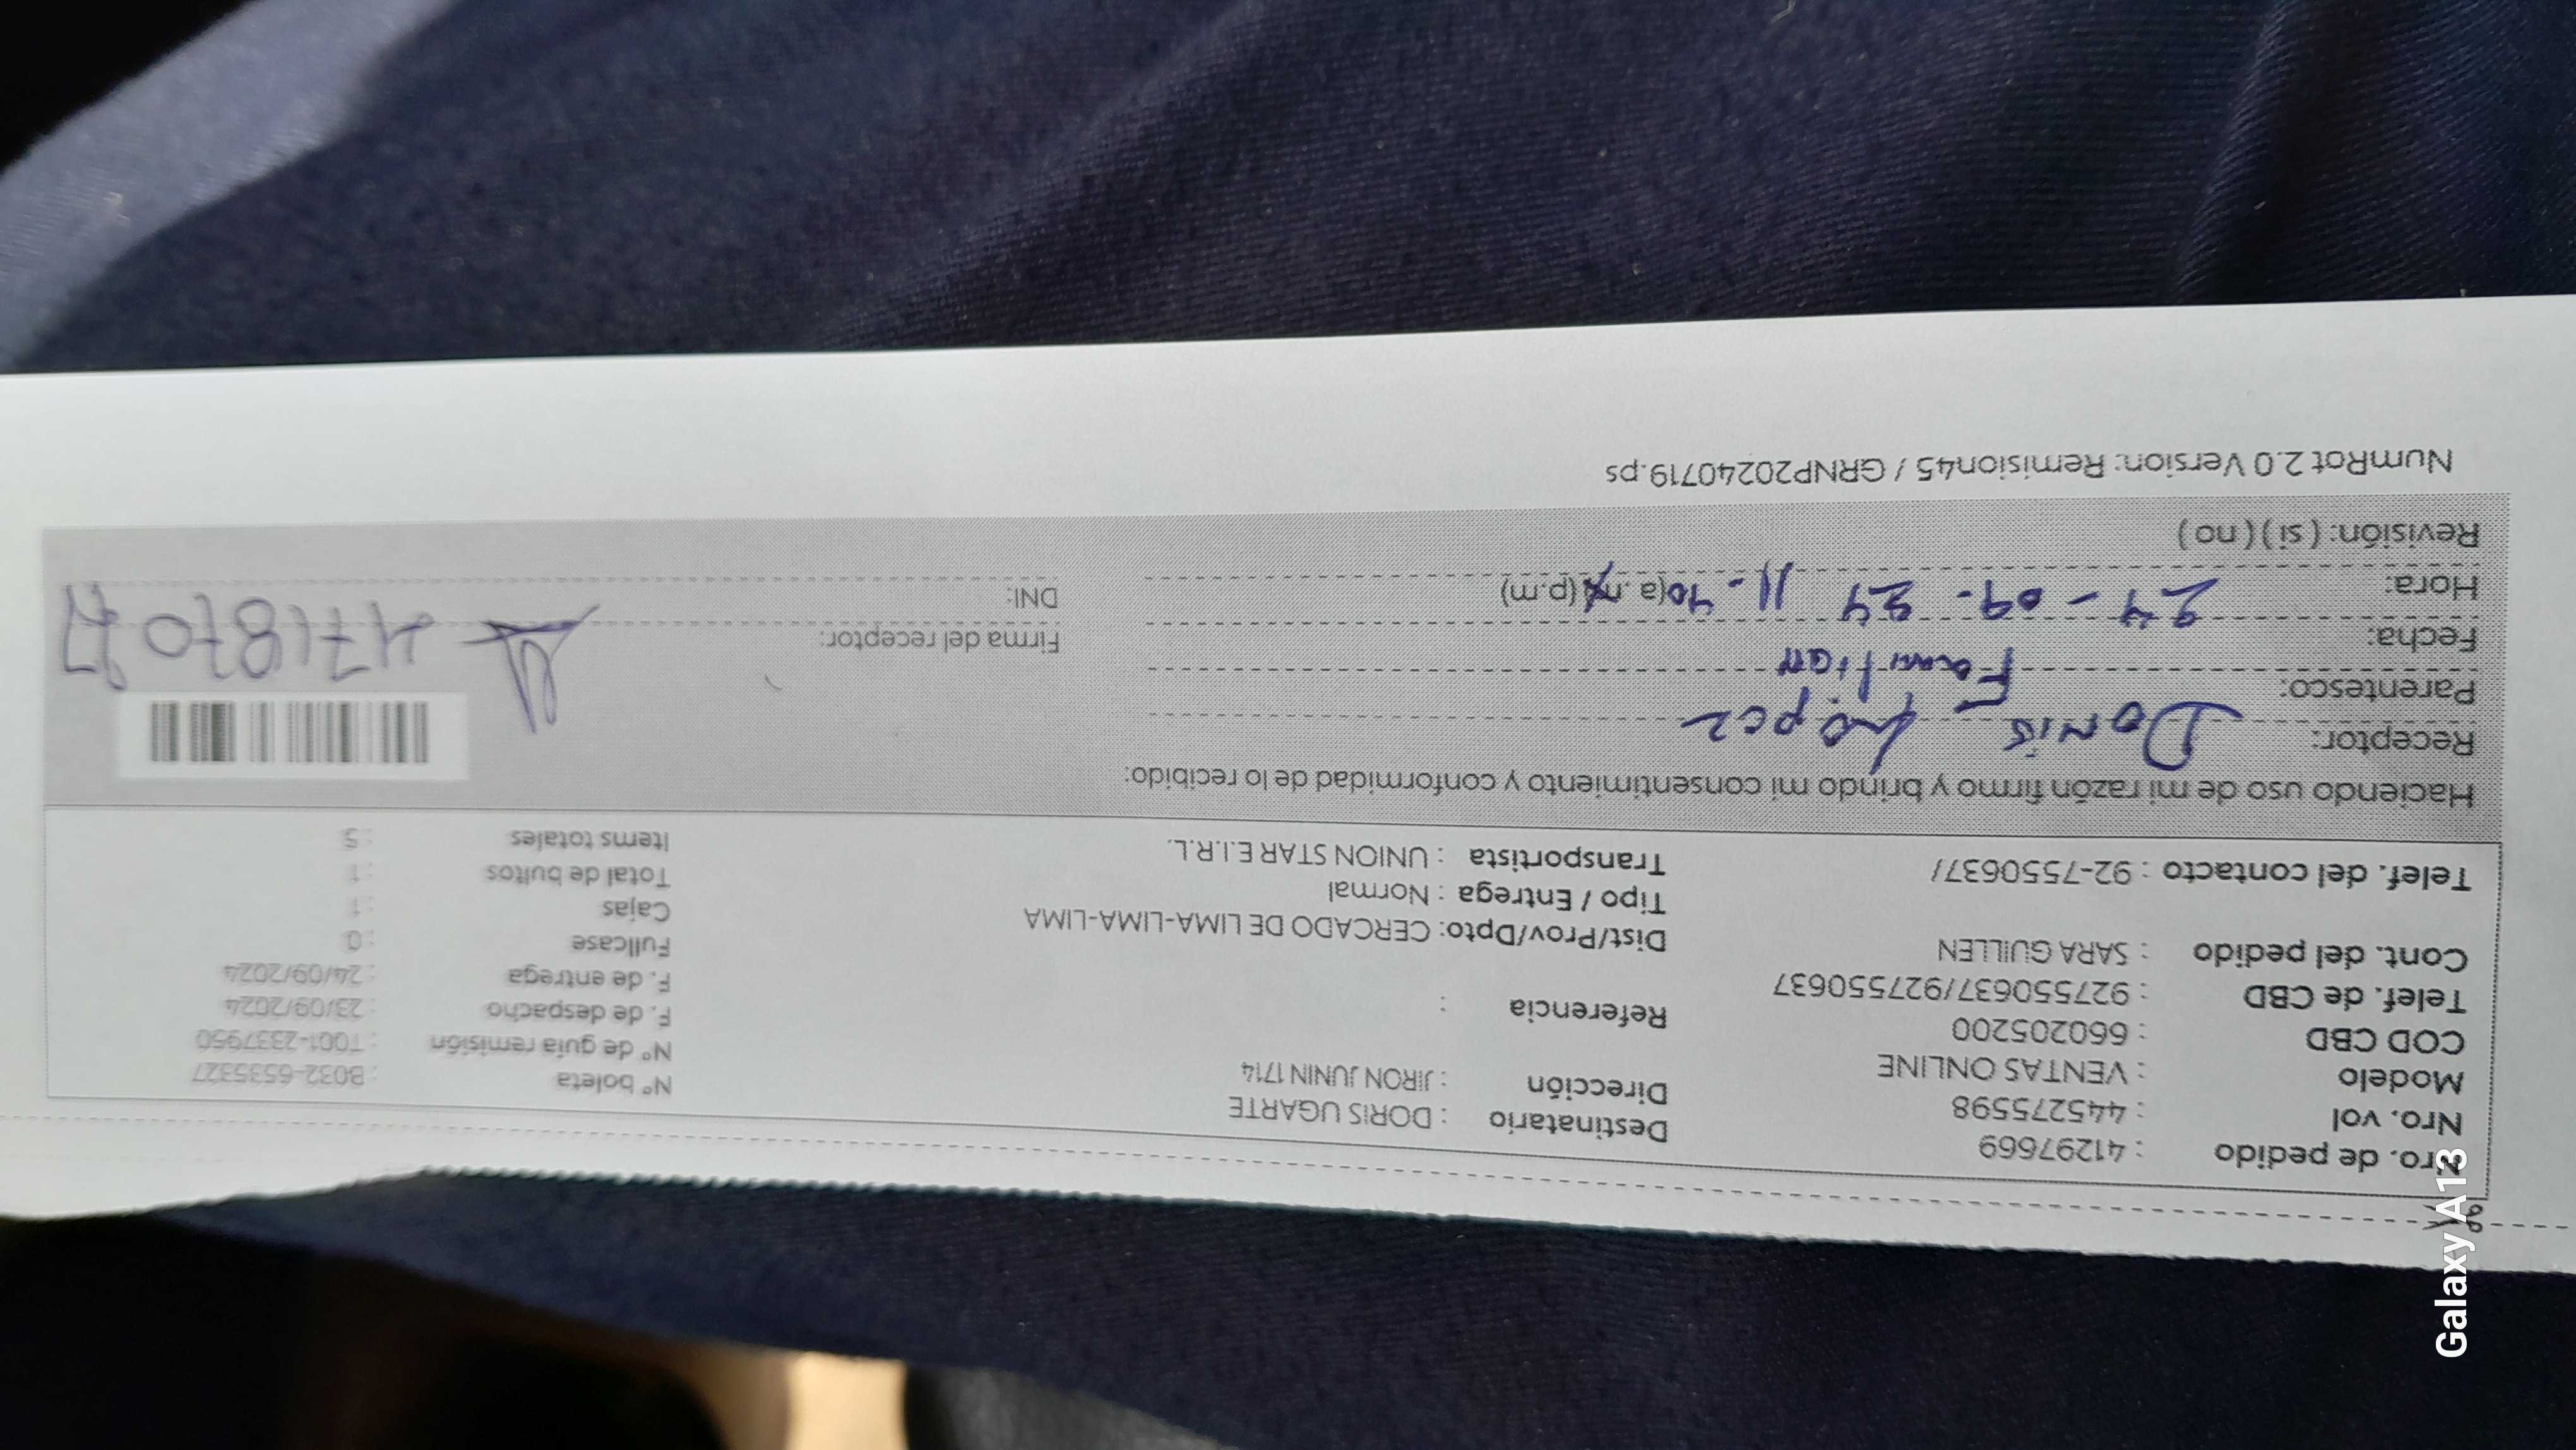 Nro. de pedido : 41297669
Nro. vol : 445275598
Modelo : VENTAS ONLINE
COD CBD : 660205200
Telef. de CBD : 927550637/927550637
Cont. del pedido : SARA GUILLEN
Telef. del contacto : 92-7550637/
Destinatario : DORIS UGARTE
Dirección : JIRON JUNIN 1714
Referencia :
Dist/Prov/Dpto: CERCADO DE LIMA-LIMA-LIMA
Tipo / Entrega : Normal
Transportista : UNION STAR E.I.R.L.
N° boleta : B032-6535327
N° de guía remisión : T001-2337950
F. de despacho : 23/09/2024
F. de entrega : 24/09/2024
Fullcase : 0
Cajas : 1
Total de bultos : 1
Items totales : 5
Haciendo uso de mi razón firmo y brindo mi consentimiento y conformidad de lo recibido:
Receptor: Doris López
Parentesco: Familiar
Fecha:
Hora: 24-09-24 11-40 (a.m) (p.m)
Revisión: ( si ) ( no )
Firma del receptor:
DNI:
NumRot 2.0 Version: Remision45 / GRNP20240719.ps
Galaxy A13